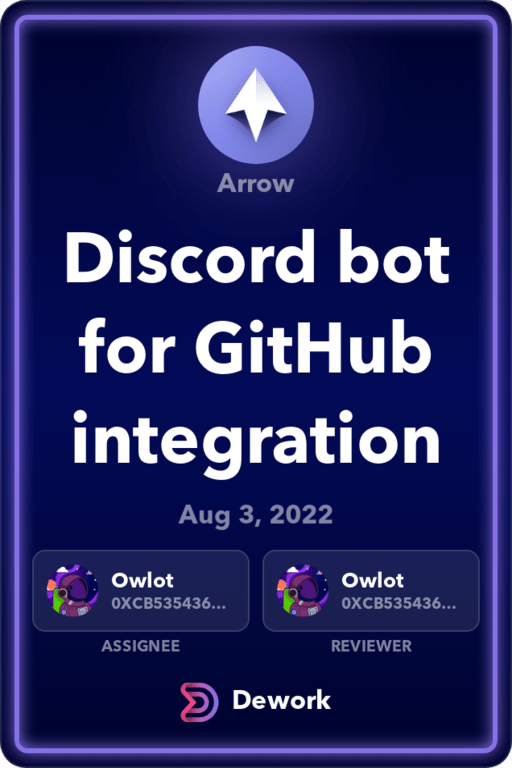 Arrow
Discord bot
for GitHub
integration
Aug 3, 2022
Owlot
0XCB535436...
ASSIGNEE
Owlot
0XCB535436...
REVIEWER
Dework